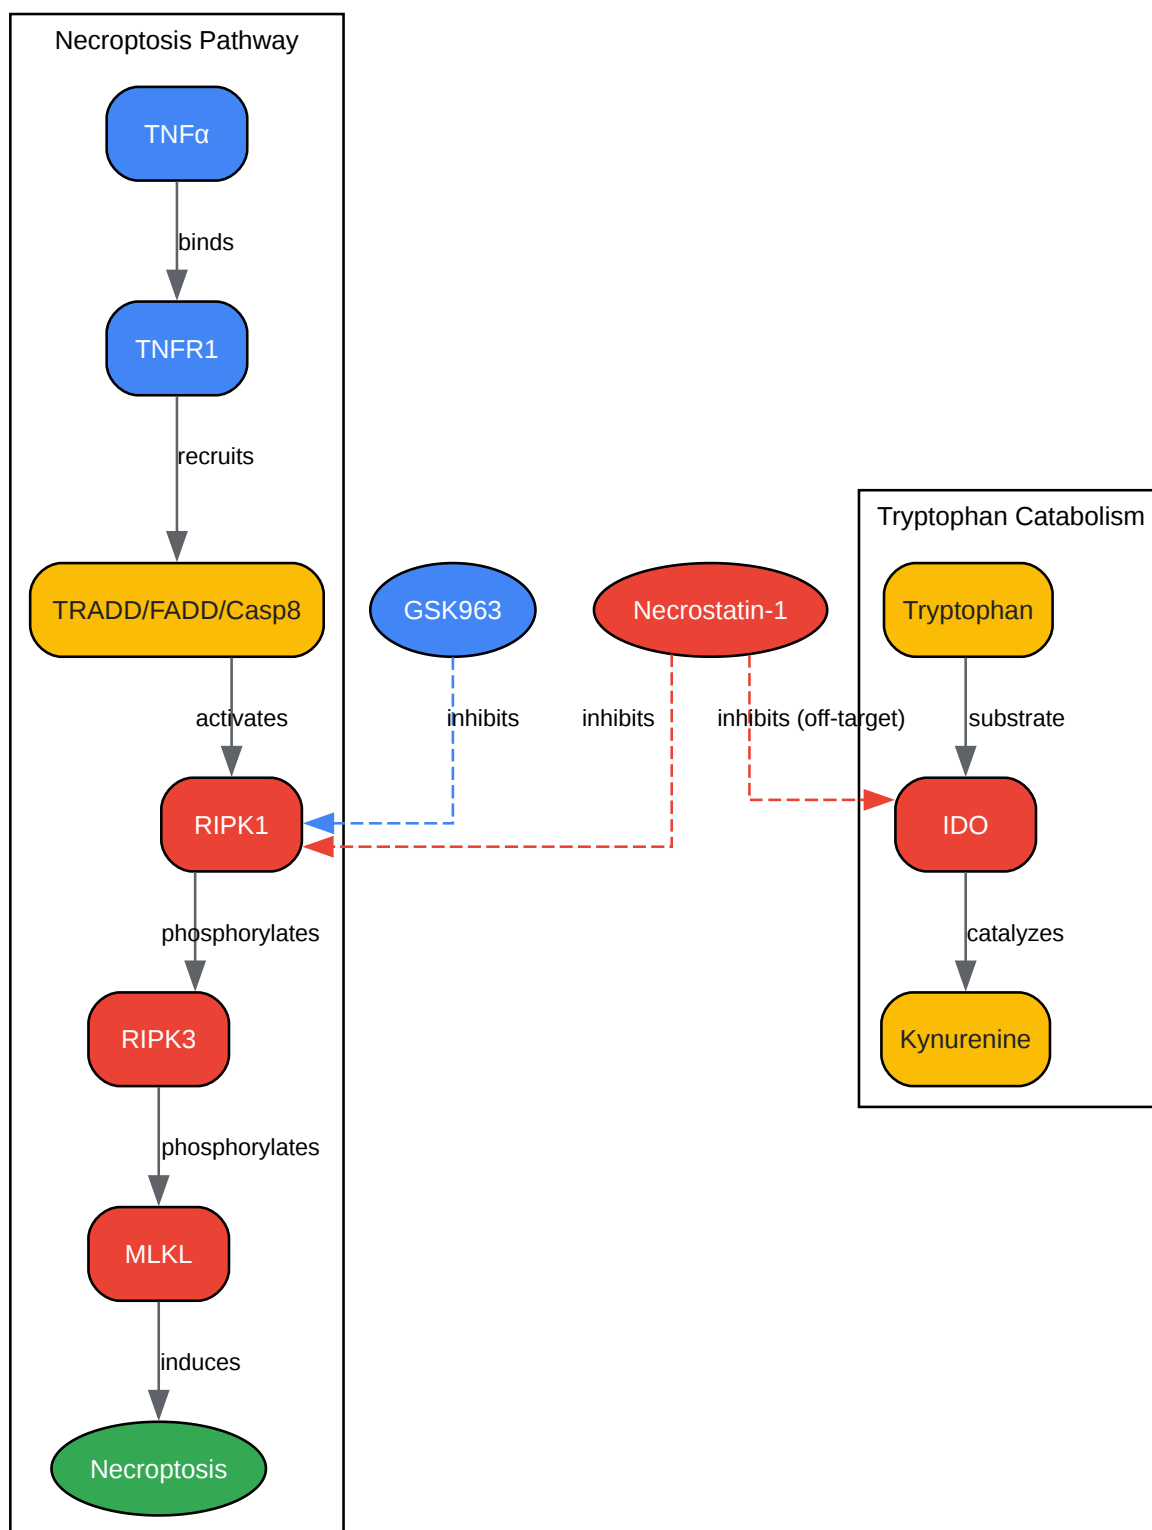 Necroptosis Pathway
TNFα
binds
TNFR1
recruits
TRADD/FADD/Casp8
activates
RIPK1
phosphorylates
RIPK3
phosphorylates
MLKL
induces
Necroptosis
GSK963
inhibits
Necrostatin-1
inhibits
inhibits (off-target)
Tryptophan Catabolism
Tryptophan
substrate
IDO
catalyzes
Kynurenine